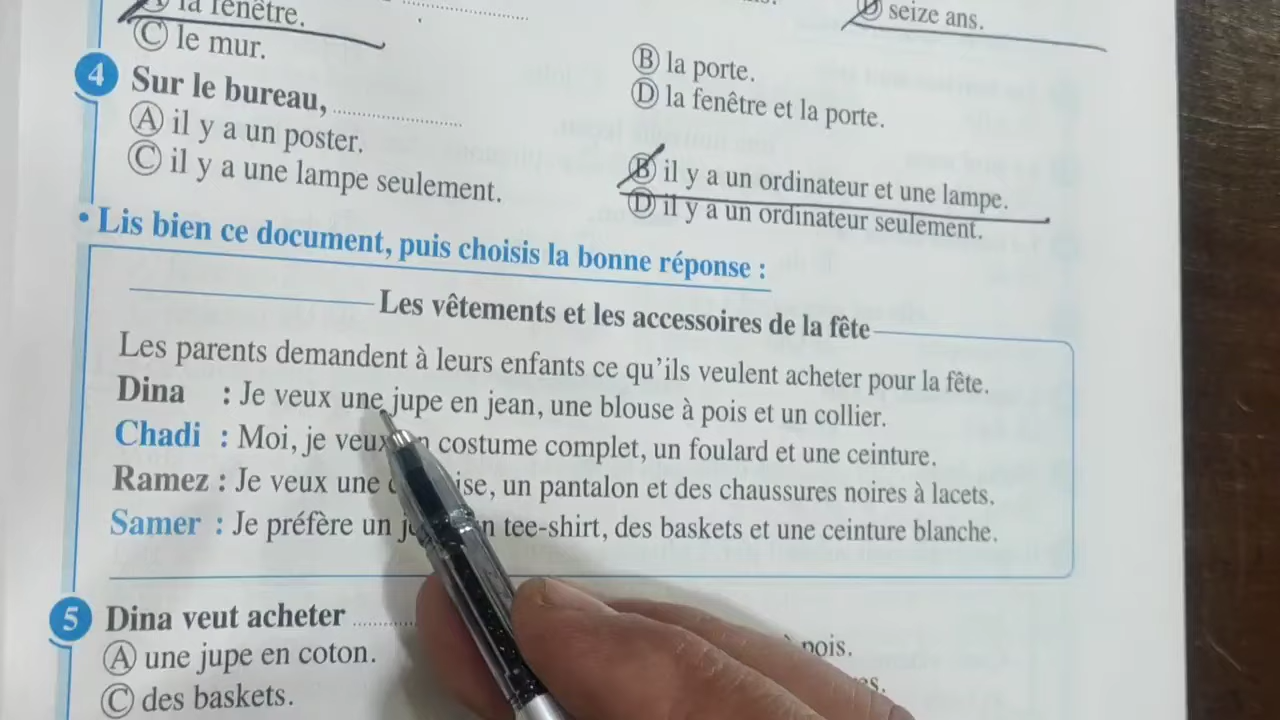 la fenêtre.
Ⓒ le mur.
Ⓓ seize ans.
Ⓑ la porte.
Ⓓ la fenêtre et la porte.
4 Sur le bureau, ..............................
Ⓐ il y a un poster.
Ⓒ il y a une lampe seulement.
Ⓑ il y a un ordinateur et une lampe.
Ⓓ il y a un ordinateur seulement.
• Lis bien ce document, puis choisis la bonne réponse :
Les vêtements et les accessoires de la fête
Les parents demandent à leurs enfants ce qu'ils veulent acheter pour la fête.
Dina : Je veux une jupe en jean, une blouse à pois et un collier.
Chadi : Moi, je veux costume complet, un foulard et une ceinture.
Ramez : Je veux une un pantalon et des chaussures noires à lacets.
Samer : Je préfère un tee-shirt, des baskets et une ceinture blanche.
5 Dina veut acheter ............
Ⓐ une jupe en coton.
pois.
Ⓒ des baskets.